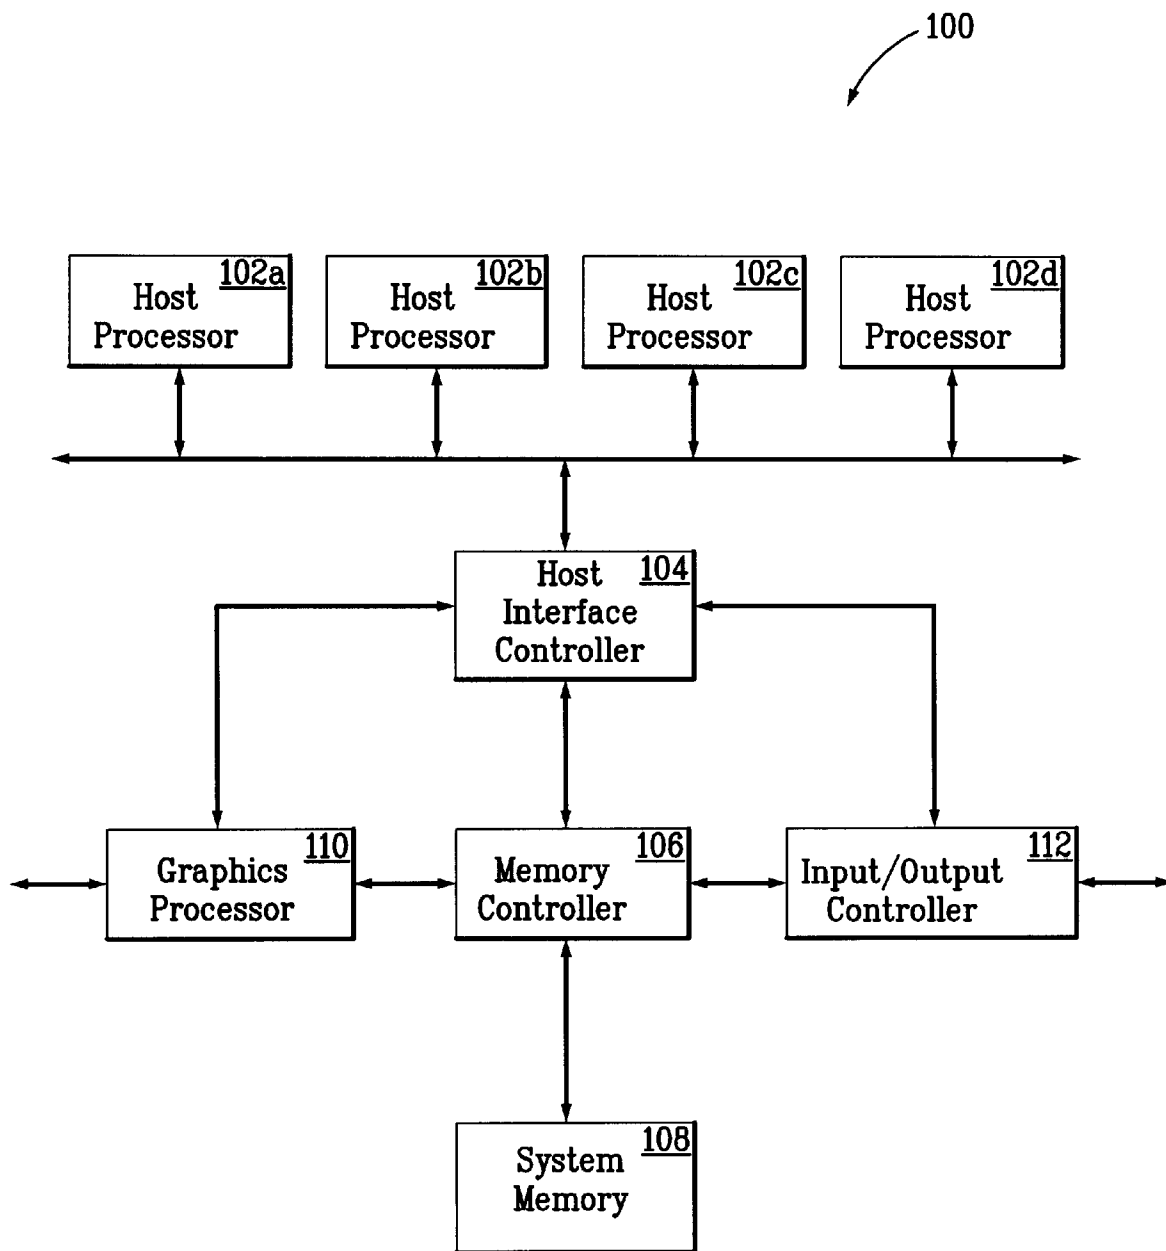 100
102a
Host
Processor
102b
Host
Processor
102c
Host
Processor
102d
Host
Processor
104
Host
Interface
Controller
110
Graphics
Processor
106
Memory
Controller
112
Input/Output
Controller
108
System
Memory